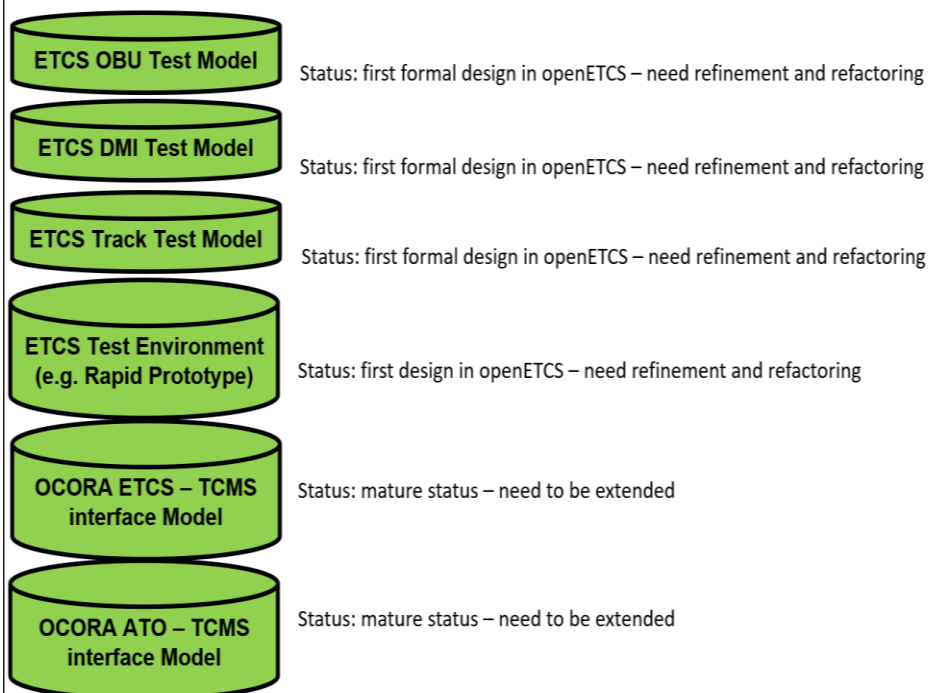 ETCS OBU Test Model
Status: first formal design in openETCS – need refinement and refactoring
ETCS DMI Test Model
Status: first formal design in openETCS – need refinement and refactoring
ETCS Track Test Model
Status: first formal design in openETCS – need refinement and refactoring
ETCS Test Environment
(e.g. Rapid Prototype)
Status: first design in openETCS – need refinement and refactoring
OCORA ETCS – TCMS
interface Model
Status: mature status – need to be extended
OCORA ATO – TCMS
interface Model
Status: mature status – need to be extended